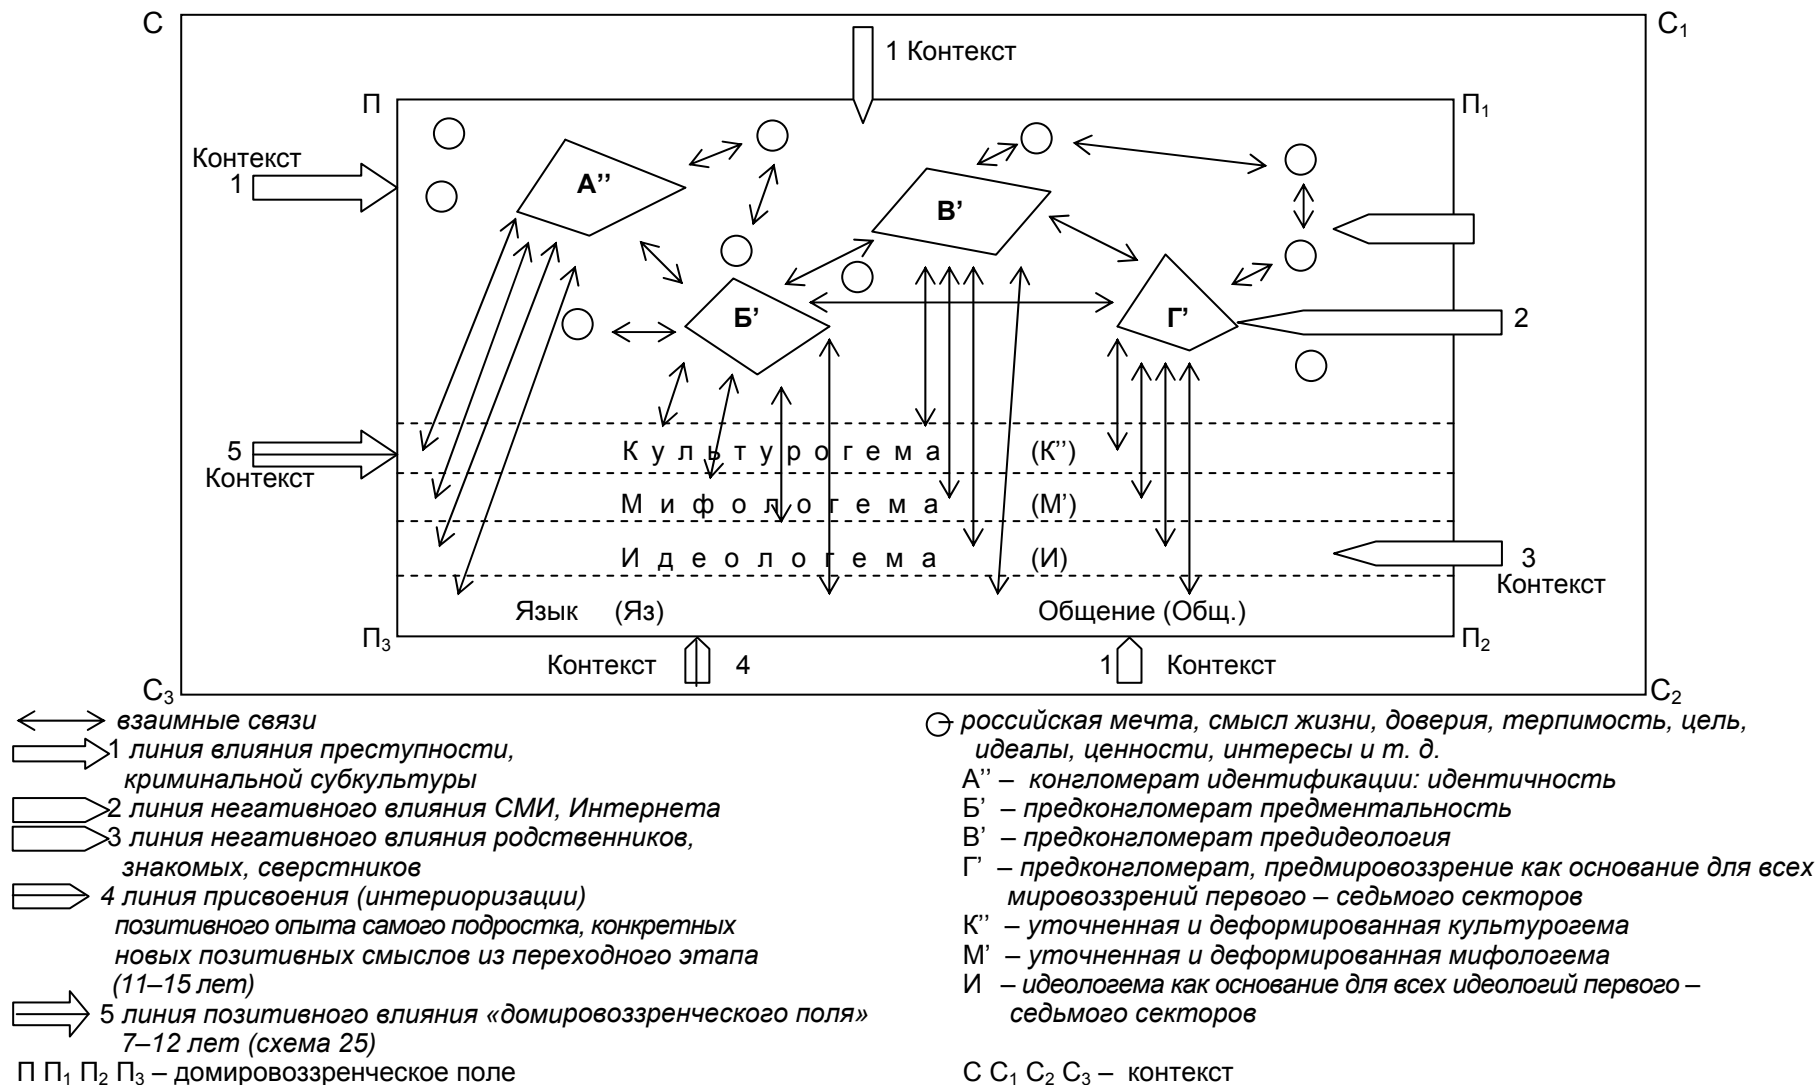 С
С₁
1 Контекст
П
П₁
Контекст
1
А’’
В’
Б’
Г’
2
5
Контекст
Культурогема (К’’)
Мифологема (М’)
Идеологема (И)
3
Контекст
Язык (Яз)
Общение (Общ.)
П₃
П₂
Контекст 4
1 Контекст
С₃
С₂
взаимные связи
1 линия влияния преступности,
криминальной субкультуры
2 линия негативного влияния СМИ, Интернета
3 линия негативного влияния родственников,
знакомых, сверстников
4 линия присвоения (интериоризации)
позитивного опыта самого подростка, конкретных
новых позитивных смыслов из переходного этапа
(11–15 лет)
5 линия позитивного влияния «домировоззренческого поля»
7–12 лет (схема 25)
П П₁ П₂ П₃ – домировоззренческое поле
– российская мечта, смысл жизни, доверия, терпимость, цель,
идеалы, ценности, интересы и т. д.
А’’ – конгломерат идентификации: идентичность
Б’ – предконгломерат предментальность
В’ – предконгломерат предидеология
Г’ – предконгломерат, предмировоззрение как основание для всех
мировоззрений первого – седьмого секторов
К’’ – уточненная и деформированная культурогема
М’ – уточненная и деформированная мифологема
И – идеологема как основание для всех идеологий первого –
седьмого секторов
С С₁ С₂ С₃ – контекст